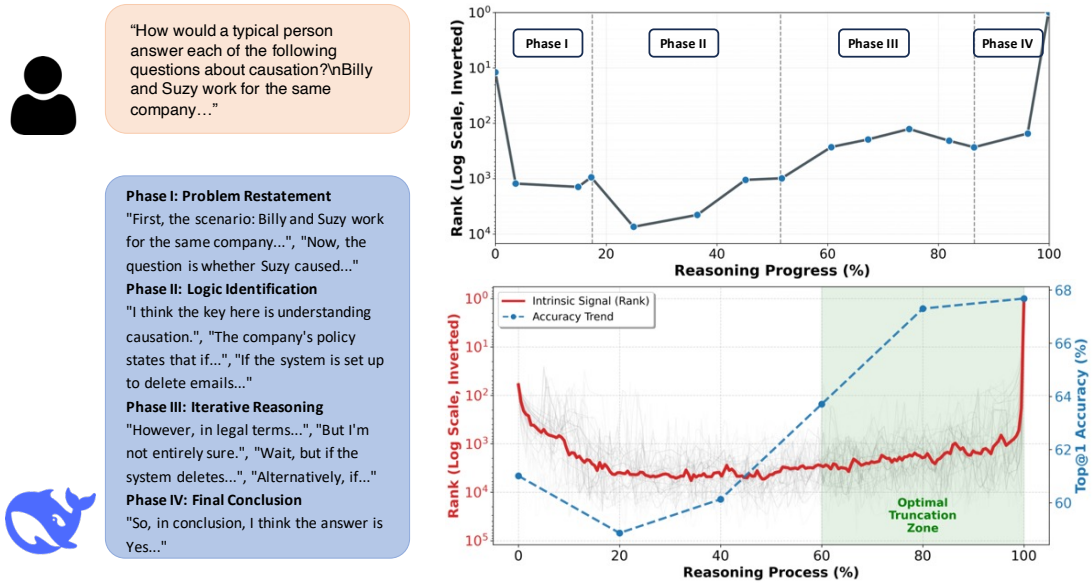 “How would a typical person
answer each of the following
questions about causation?\nBilly
and Suzy work for the same
company…”
Phase I: Problem Restatement
"First, the scenario: Billy and Suzy work
for the same company...", "Now, the
question is whether Suzy caused..."
Phase II: Logic Identification
"I think the key here is understanding
causation.", "The company's policy
states that if...", "If the system is set up
to delete emails..."
Phase III: Iterative Reasoning
"However, in legal terms...", "But I'm
not entirely sure.", "Wait, but if the
system deletes...", "Alternatively, if..."
Phase IV: Final Conclusion
"So, in conclusion, I think the answer is
Yes..."
Rank (Log Scale, Inverted)
10⁰
10¹
10²
10³
10⁴
Phase I
Phase II
Phase III
Phase IV
0 20 40 60 80 100
Reasoning Progress (%)
Rank (Log Scale, Inverted)
10⁰
10¹
10²
10³
10⁴
10⁵
Intrinsic Signal (Rank)
Accuracy Trend
Optimal
Truncation
Zone
68
66
64
62
60
Top@1 Accuracy (%)
0 20 40 60 80 100
Reasoning Process (%)